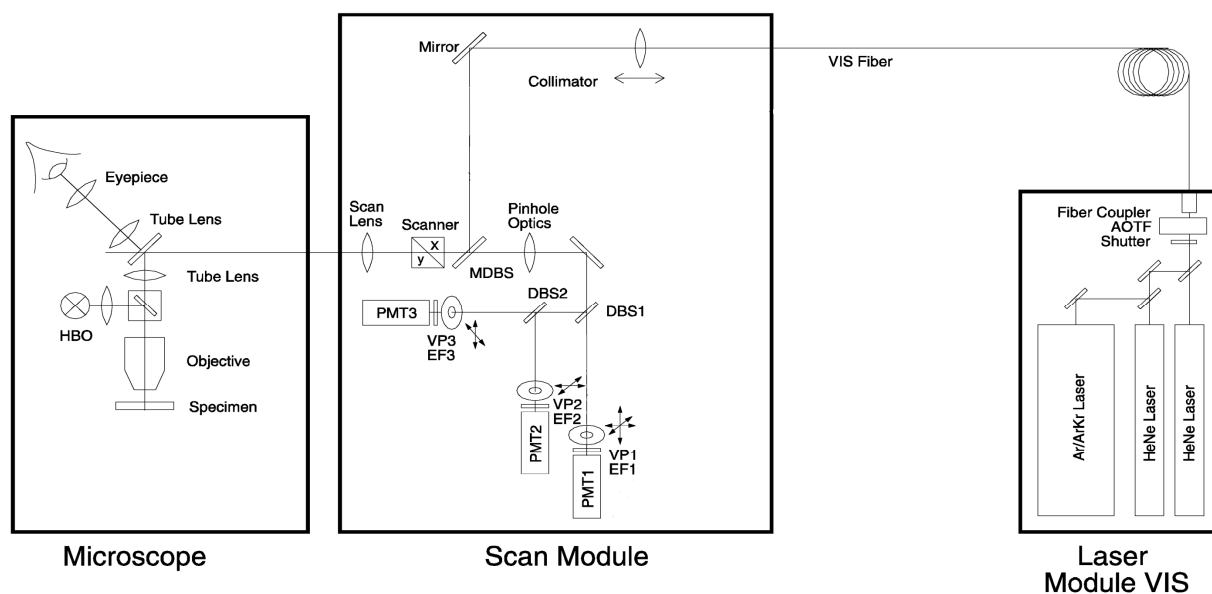 Mirror
Collimator
VIS Fiber
Eyepiece
Tube Lens
Tube Lens
HBO
Objective
Specimen
Scan
Lens
Scanner
x
y
Pinhole
Optics
MDBS
DBS2
DBS1
PMT3
VP3
EF3
VP2
EF2
PMT2
VP1
EF1
PMT1
Fiber Coupler
AOTF
Shutter
Ar/ArKr Laser
HeNe Laser
HeNe Laser
Microscope
Scan Module
Laser
Module VIS